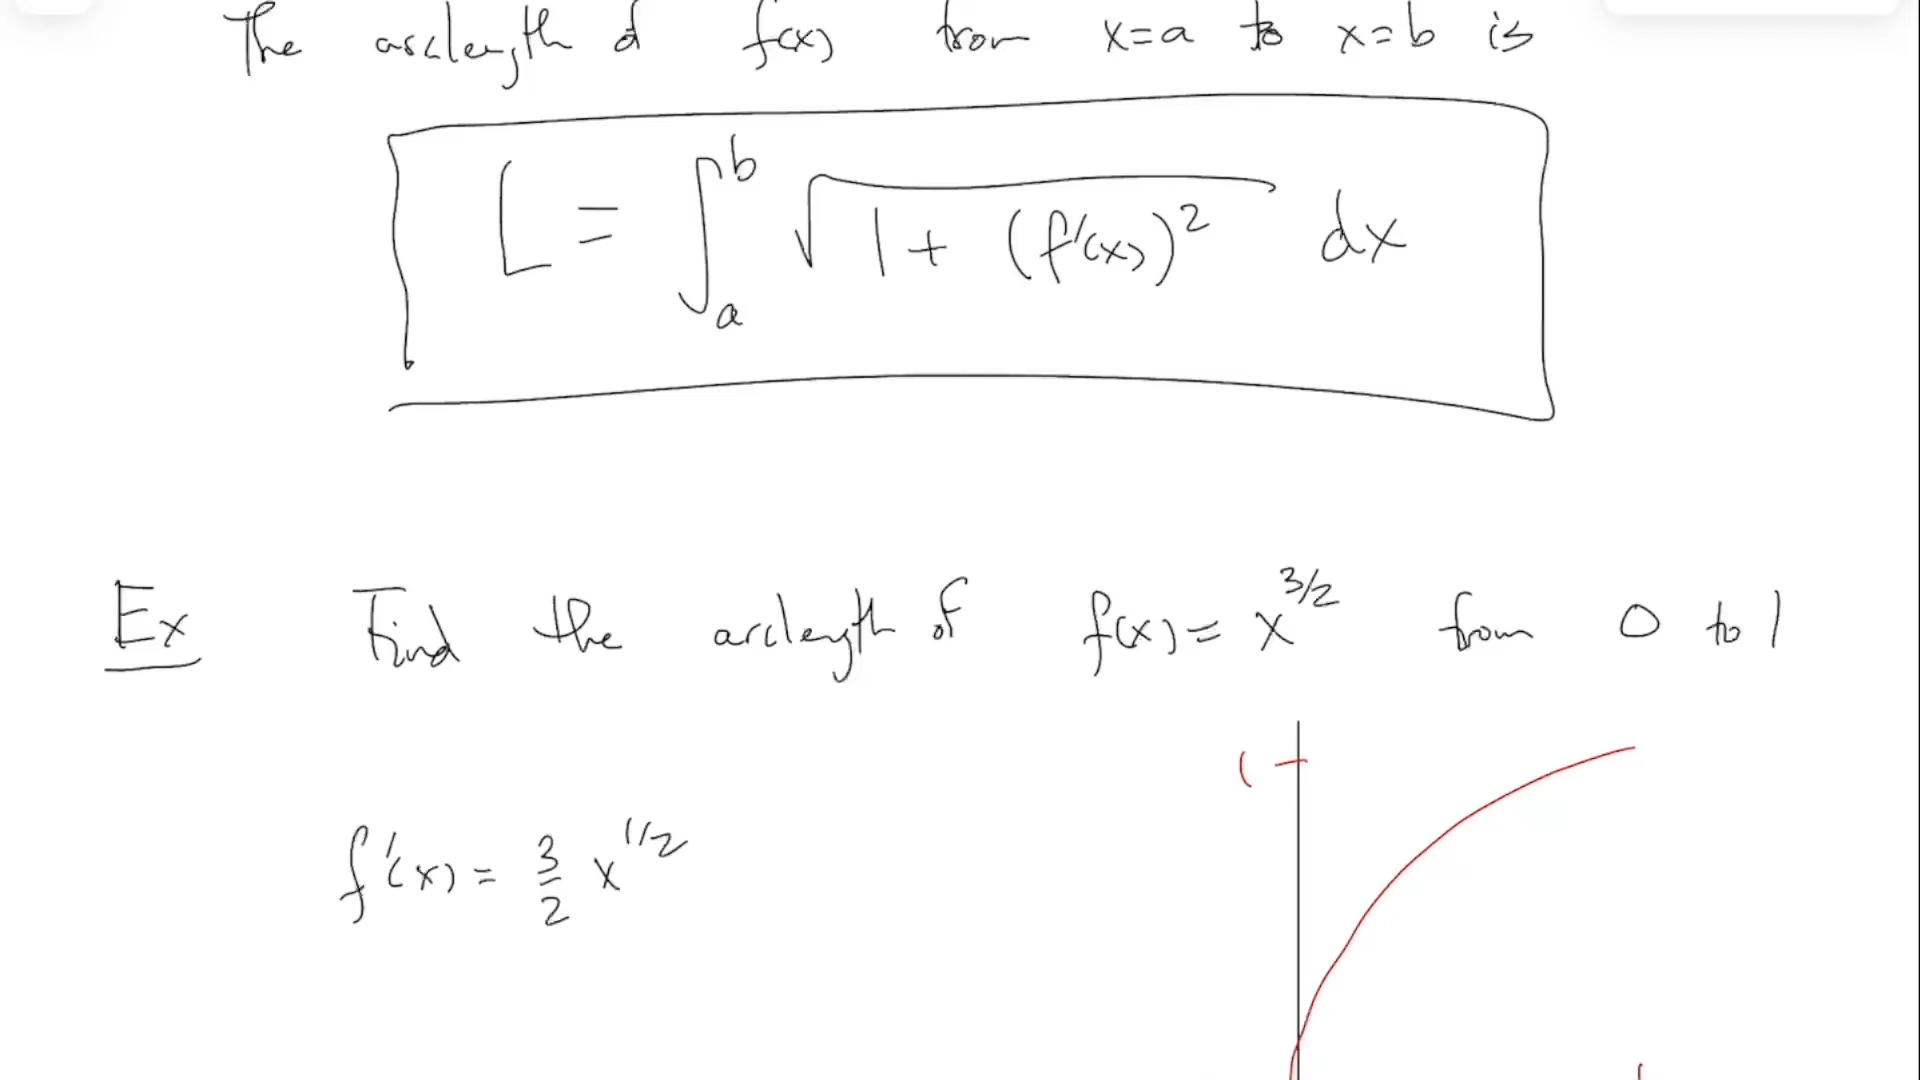 The arclength of f(x) from x=a to x=b is
L = ∫_a^b √(1 + (f'(x))^2) dx
Ex Find the arclength of f(x) = x^{3/2} from 0 to 1
1
f'(x) = 3/2 x^{1/2}